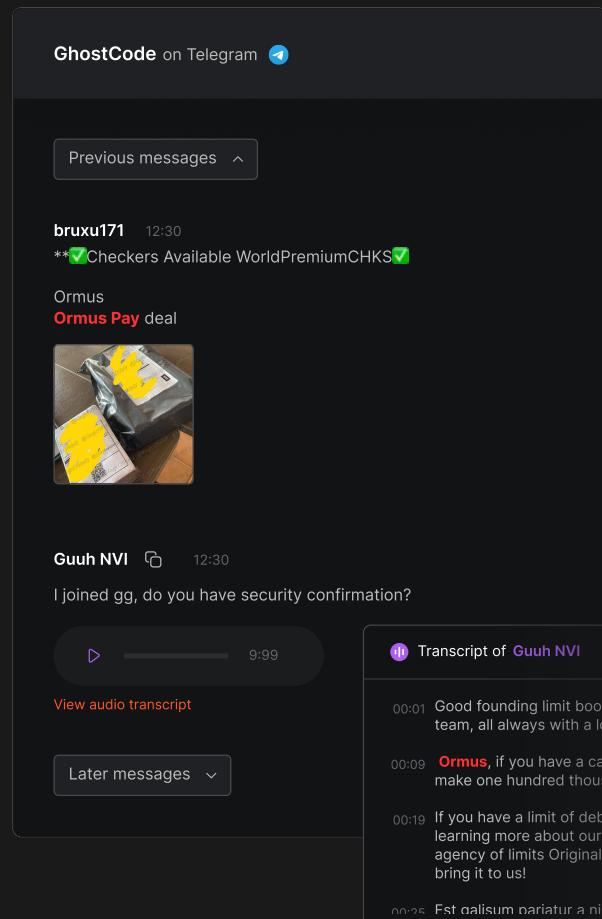 GhostCode on Telegram
Previous messages
bruxu171 12:30
**✅Checkers Available WorldPremiumCHKS✅
Ormus
Ormus Pay deal
Guuh NVI 12:30
I joined gg, do you have security confirmation?
9:99
View audio transcript
Later messages
Transcript of Guuh NVI
00:01 Good founding limit boo
team, all always with a l
00:09 Ormus, if you have a ca
make one hundred thou
00:19 If you have a limit of deb
learning more about our
agency of limits Original
bring it to us!
00:25 Est galisum pariatur a ni